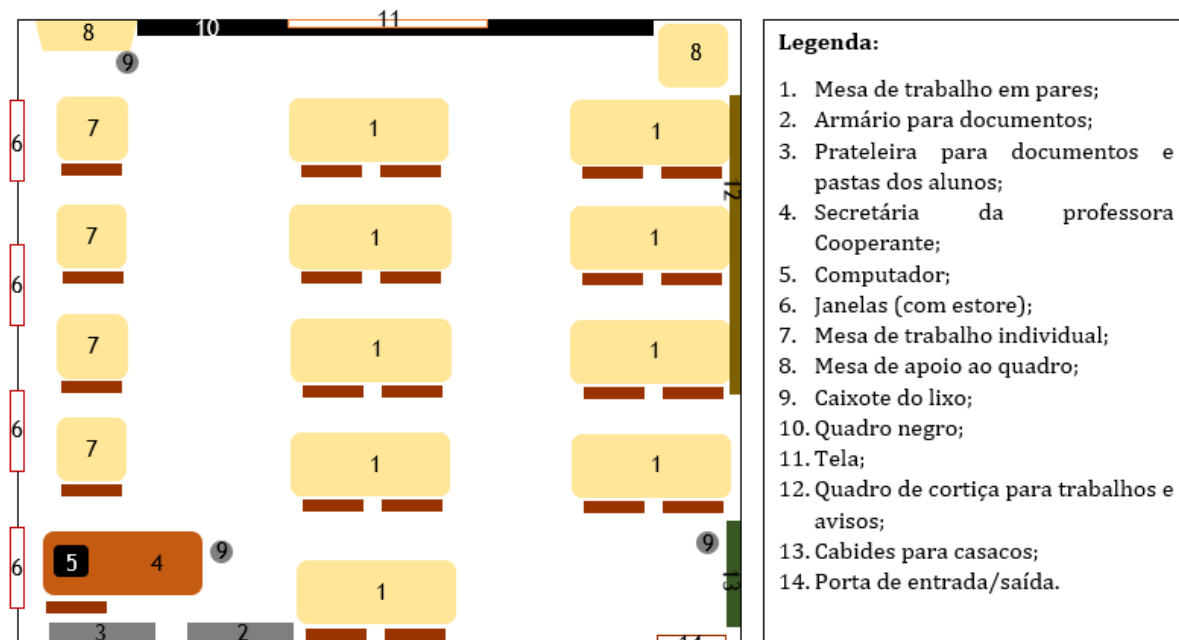 11
8
10
8
9
7
1
1
6
12
7
1
1
6
7
1
1
6
7
1
1
5
4
9
9
6
13
1
3
2
14
Legenda:
1. Mesa de trabalho em pares;
2. Armário para documentos;
3. Prateleira para documentos e
pastas dos alunos;
4. Secretária da professora
Cooperante;
5. Computador;
6. Janelas (com estore);
7. Mesa de trabalho individual;
8. Mesa de apoio ao quadro;
9. Caixote do lixo;
10. Quadro negro;
11. Tela;
12. Quadro de cortiça para trabalhos e
avisos;
13. Cabides para casacos;
14. Porta de entrada/saída.